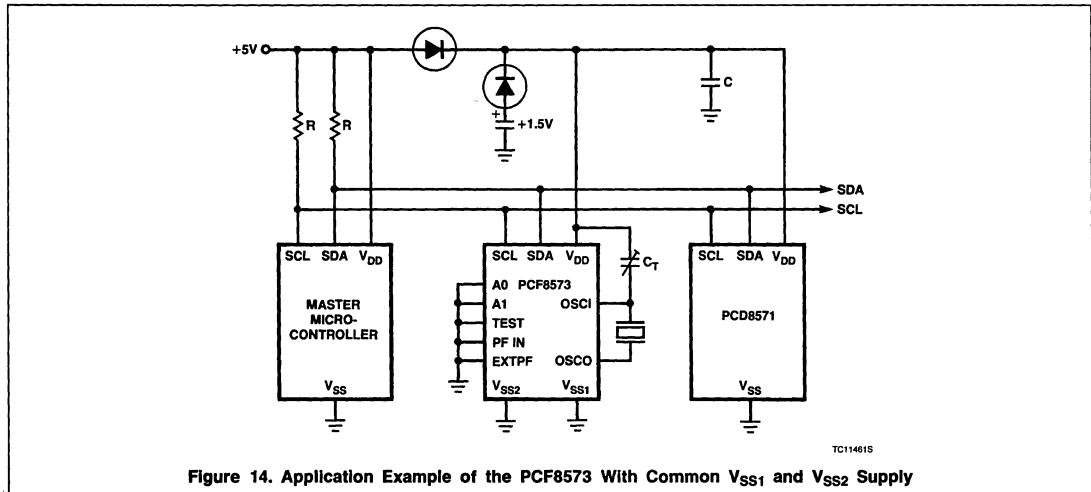 +5V
C
+
+1.5V
R
R
SDA
SCL
SCL SDA VDD
MASTER
MICRO-
CONTROLLER
VSS
SCL SDA VDD
A0 PCF8573
A1
TEST
PF IN
EXTPF
OSCI
OSCO
VSS2 VSS1
CT
SCL SDA VDD
PCD8571
VSS
TC11461S
Figure 14. Application Example of the PCF8573 With Common VSS1 and VSS2 Supply